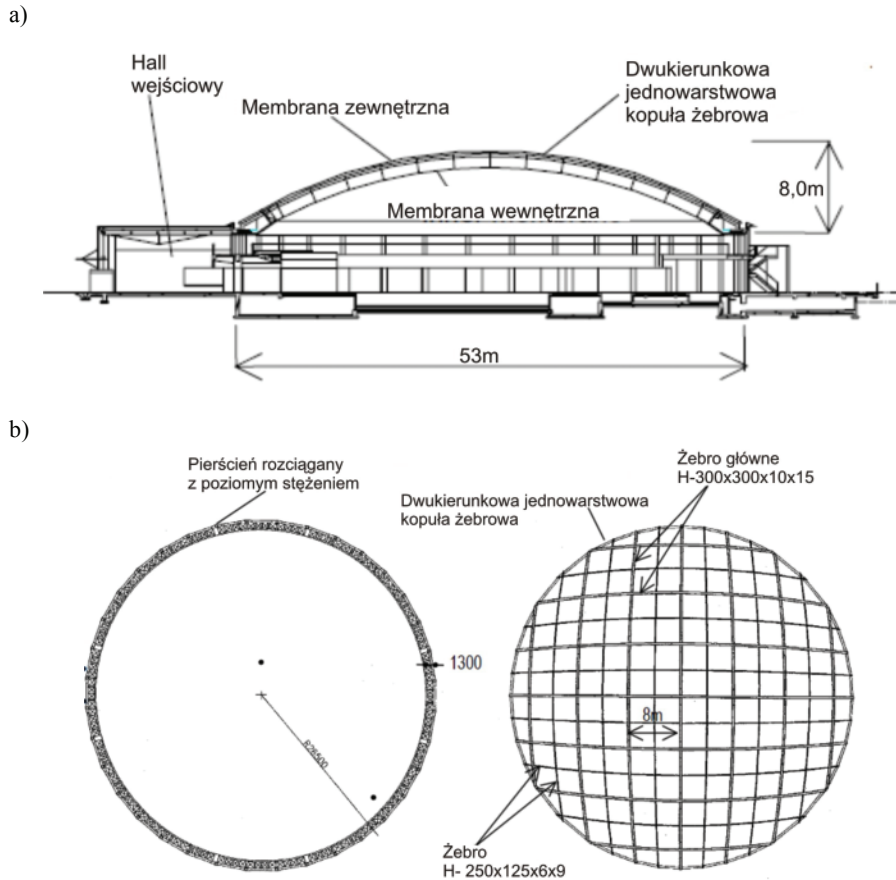 a)
Hall
wejściowy
Membrana zewnętrzna
Dwukierunkowa
jednowarstwowa
kopuła żebrowa
8,0m
Membrana wewnętrzna
53m
b)
Pierścień rozciągany
z poziomym stężeniem
Dwukierunkowa jednowarstwowa
kopuła żebrowa
Żebro główne
H-300x300x10x15
1300
R26500
8m
Żebro
H- 250x125x6x9